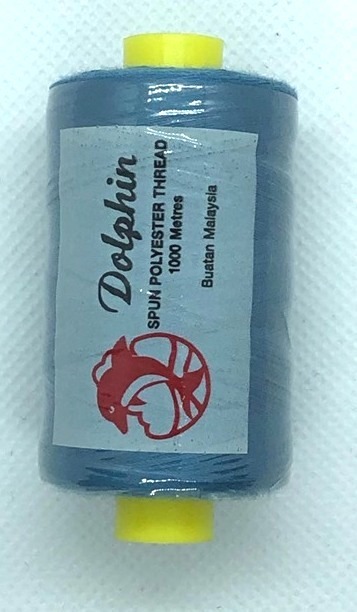 Dolphin
SPUN POLYESTER THREAD
1000 Metres
Buatan Malaysia